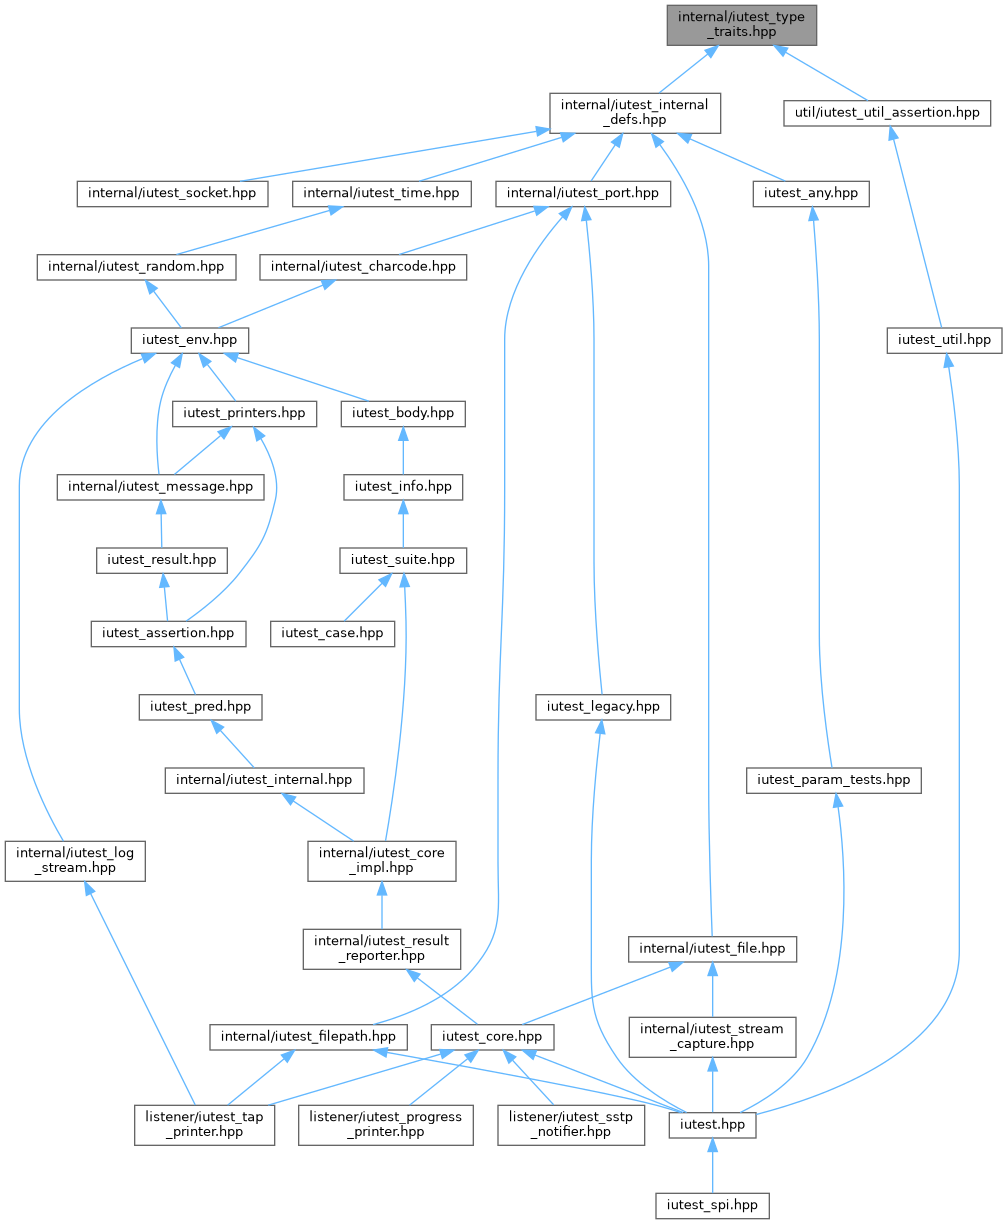 internal/iutest_type
_traits.hpp
internal/iutest_internal
_defs.hpp
util/iutest_util_assertion.hpp
internal/iutest_socket.hpp
internal/iutest_time.hpp
internal/iutest_port.hpp
iutest_any.hpp
internal/iutest_random.hpp
internal/iutest_charcode.hpp
iutest_env.hpp
iutest_util.hpp
iutest_printers.hpp
iutest_body.hpp
internal/iutest_message.hpp
iutest_info.hpp
iutest_result.hpp
iutest_suite.hpp
iutest_assertion.hpp
iutest_case.hpp
iutest_pred.hpp
iutest_legacy.hpp
internal/iutest_internal.hpp
iutest_param_tests.hpp
internal/iutest_log
_stream.hpp
internal/iutest_core
_impl.hpp
internal/iutest_result
_reporter.hpp
internal/iutest_file.hpp
internal/iutest_filepath.hpp
iutest_core.hpp
internal/iutest_stream
_capture.hpp
listener/iutest_tap
_printer.hpp
listener/iutest_progress
_printer.hpp
listener/iutest_sstp
_notifier.hpp
iutest.hpp
iutest_spi.hpp